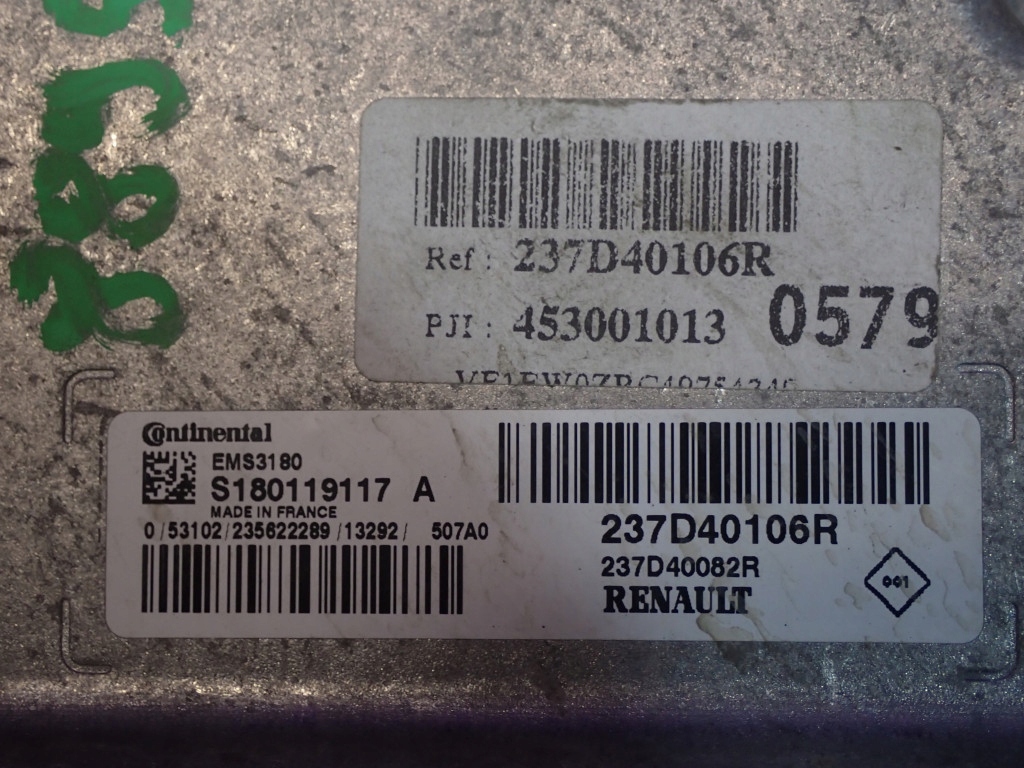 Ref : 237D40106R
PJI : 453001013 0579
Continental
EMS3180
S180119117 A
MADE IN FRANCE
0 / 53102 / 235622289 / 13292 / 507A0
237D40106R
237D40082R
RENAULT
001